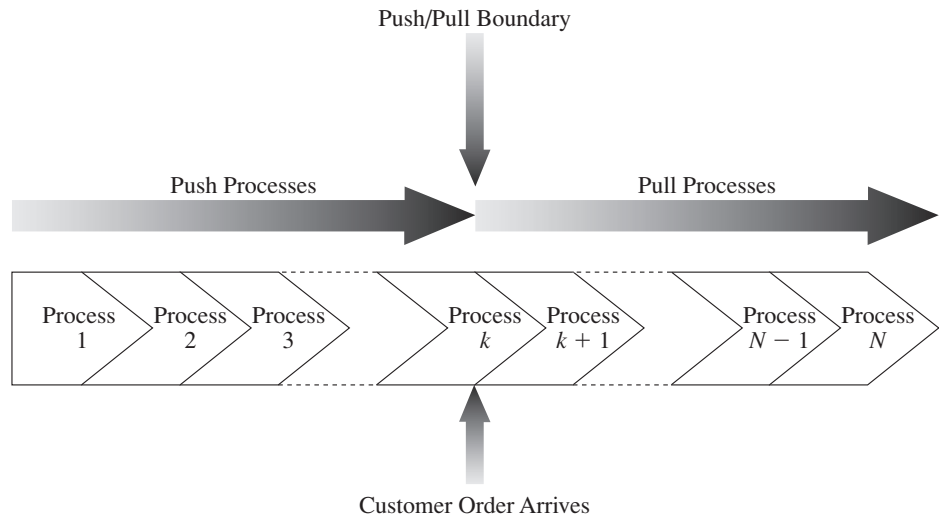 Push/Pull Boundary
Push Processes
Pull Processes
Process
1
Process
2
Process
3
Process
k
Process
k + 1
Process
N − 1
Process
N
Customer Order Arrives